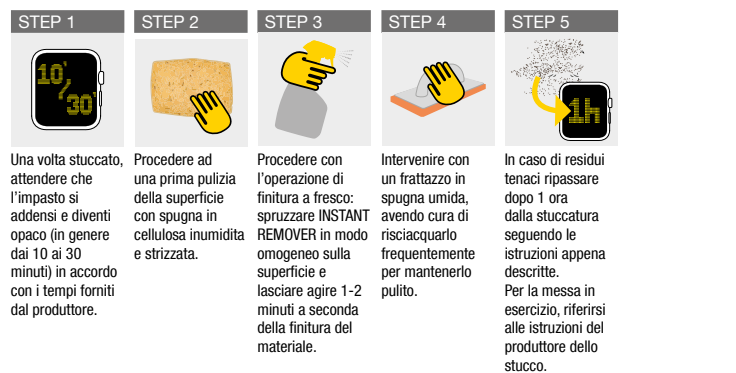 STEP 1
10'/30'
Una volta stuccato,
attendere che
l'impasto si
addensi e diventi
opaco (in genere
dai 10 ai 30
minuti) in accordo
con i tempi forniti
dal produttore.
STEP 2
Procedere ad
una prima pulizia
della superficie
con spugna in
cellulosa inumidita
e strizzata.
STEP 3
Procedere con
l'operazione di
finitura a fresco:
spruzzare INSTANT
REMOVER in modo
omogeneo sulla
superficie e
lasciare agire 1-2
minuti a seconda
della finitura del
materiale.
STEP 4
Intervenire con
un frattazzo in
spugna umida,
avendo cura di
risciacquarlo
frequentemente
per mantenerlo
pulito.
STEP 5
1h
In caso di residui
tenaci ripassare
dopo 1 ora
dalla stuccatura
seguendo le
istruzioni appena
descritte.
Per la messa in
esercizio, riferirsi
alle istruzioni del
produttore dello
stucco.